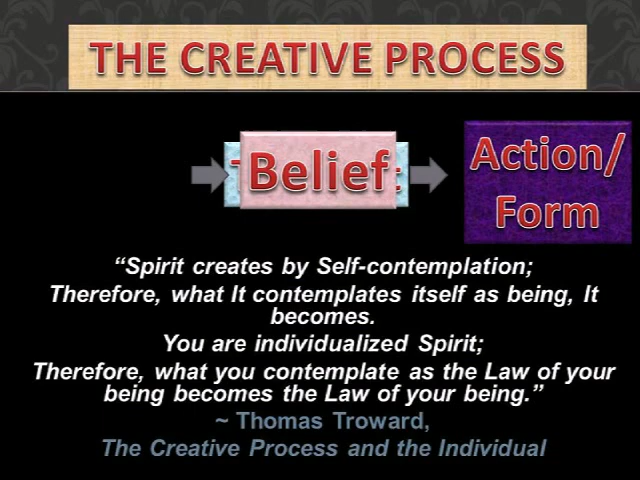 THE CREATIVE PROCESS
Belief
Action/
Form
“Spirit creates by Self-contemplation;
Therefore, what It contemplates itself as being, It
becomes.
You are individualized Spirit;
Therefore, what you contemplate as the Law of your
being becomes the Law of your being.”
~ Thomas Troward,
The Creative Process and the Individual